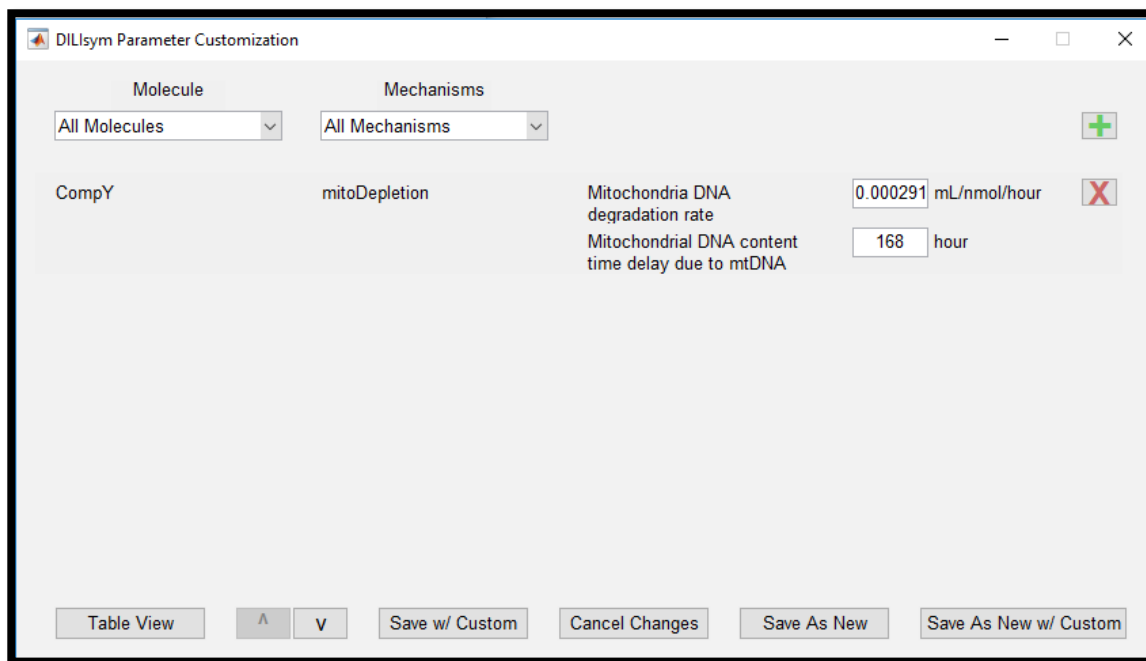 DILIsym Parameter Customization
Molecule Mechanisms
All Molecules All Mechanisms
CompY mitoDepletion Mitochondria DNA 0.000291 mL/nmol/hour X
degradation rate
Mitochondrial DNA content 168 hour
time delay due to mtDNA
Table View ^ v Save w/ Custom Cancel Changes Save As New Save As New w/ Custom